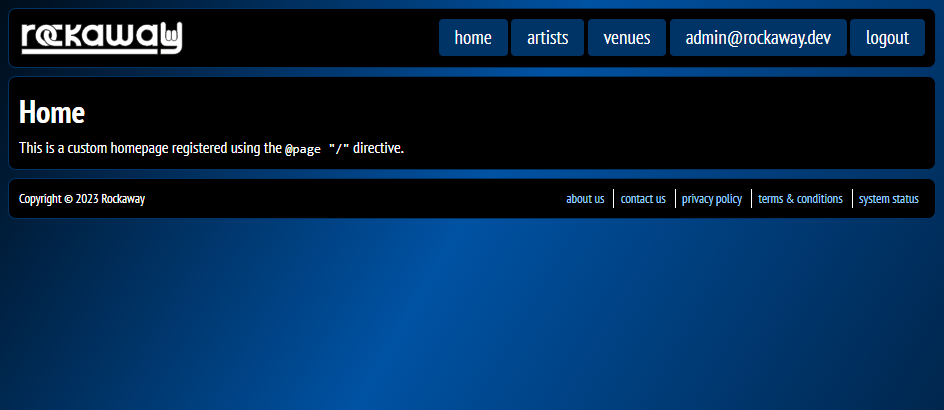 rockaway
home artists venues admin@rockaway.dev logout
Home
This is a custom homepage registered using the @page "/" directive.
Copyright © 2023 Rockaway about us contact us privacy policy terms & conditions system status